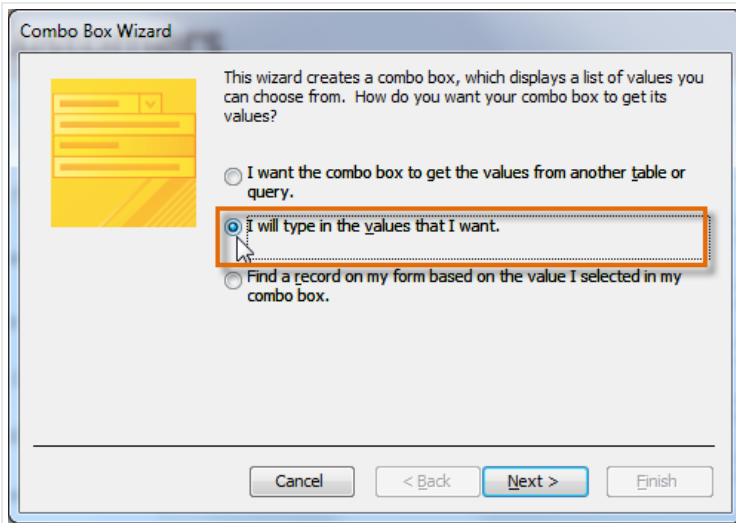 Combo Box Wizard
This wizard creates a combo box, which displays a list of values you
can choose from. How do you want your combo box to get its
values?
I want the combo box to get the values from another table or
query.
I will type in the values that I want.
Find a record on my form based on the value I selected in my
combo box.
Cancel
< Back
Next >
Finish